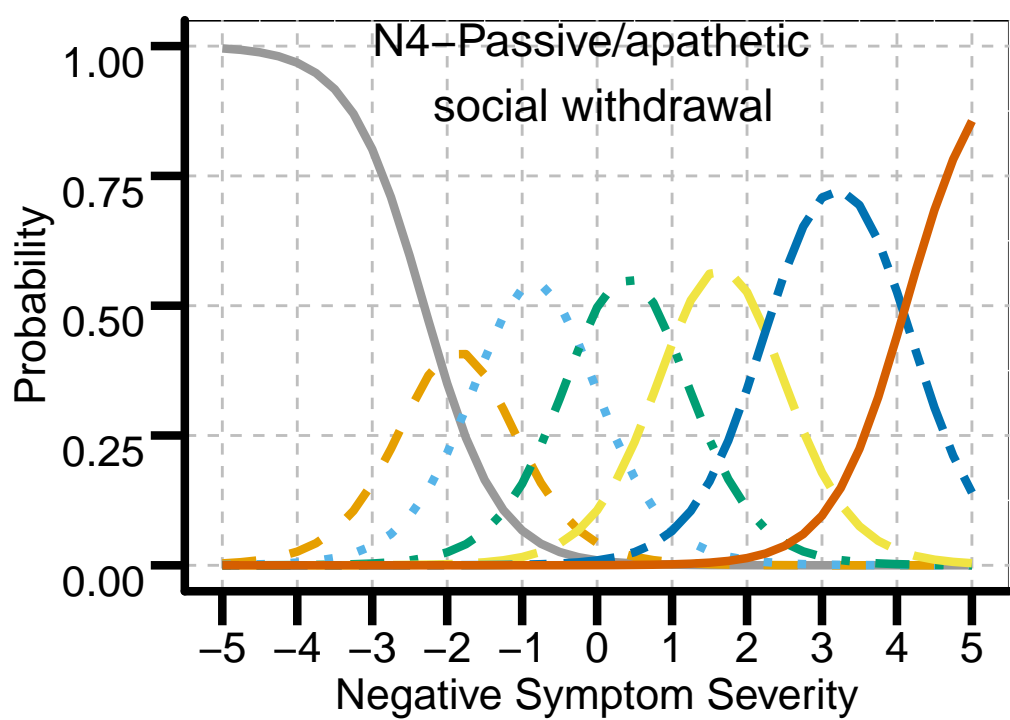 N4−Passive/apathetic
social withdrawal
Probability
1.00
0.75
0.50
0.25
0.00
−5 −4 −3 −2 −1 0 1 2 3 4 5
Negative Symptom Severity